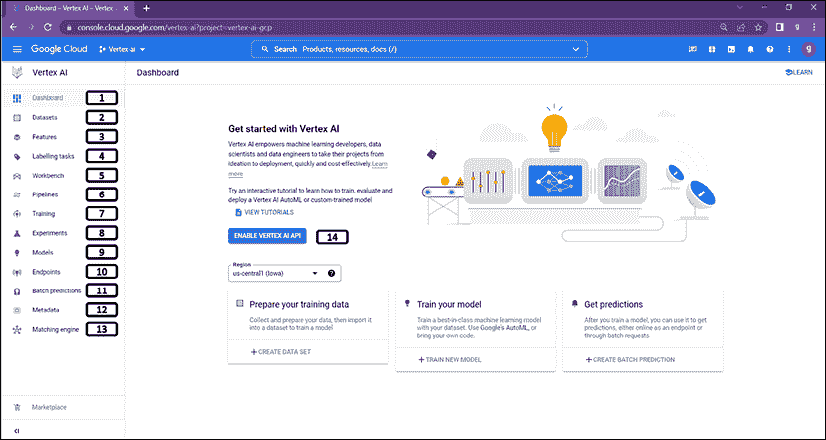 Dashboard – Vertex AI – Vertex
console.cloud.google.com/vertex-ai?project=vertex-ai-gcp
Google Cloud
Vertex ai
Search Products, resources, docs (/)
g
Vertex AI
Dashboard
LEARN
Dashboard 1
Datasets 2
Features 3
Labelling tasks 4
Workbench 5
Pipelines 6
Training 7
Experiments 8
Models 9
Endpoints 10
Batch predictions 11
Metadata 12
Matching engine 13
Marketplace
Get started with Vertex AI
Vertex AI empowers machine learning developers,
data scientists and data engineers to take their projects from
ideation to deployment, quickly and cost-effectively Learn
more
Try an interactive tutorial to learn how to train, evaluate and
deploy a Vertex AI AutoML or custom-trained model
VIEW TUTORIALS
ENABLE VERTEX AI API 14
Region
us-central1 (Iowa)
Prepare your training data
Collect and prepare your data, then import it
into a dataset to train a model
+ CREATE DATA SET
Train your model
Train a best-in-class machine learning model
with your dataset. Use Google's AutoML, or
bring your own code.
+ TRAIN NEW MODEL
Get predictions
After you train a model, you can use it to get
predictions, either online as an endpoint or
through batch requests
+ CREATE BATCH PREDICTION